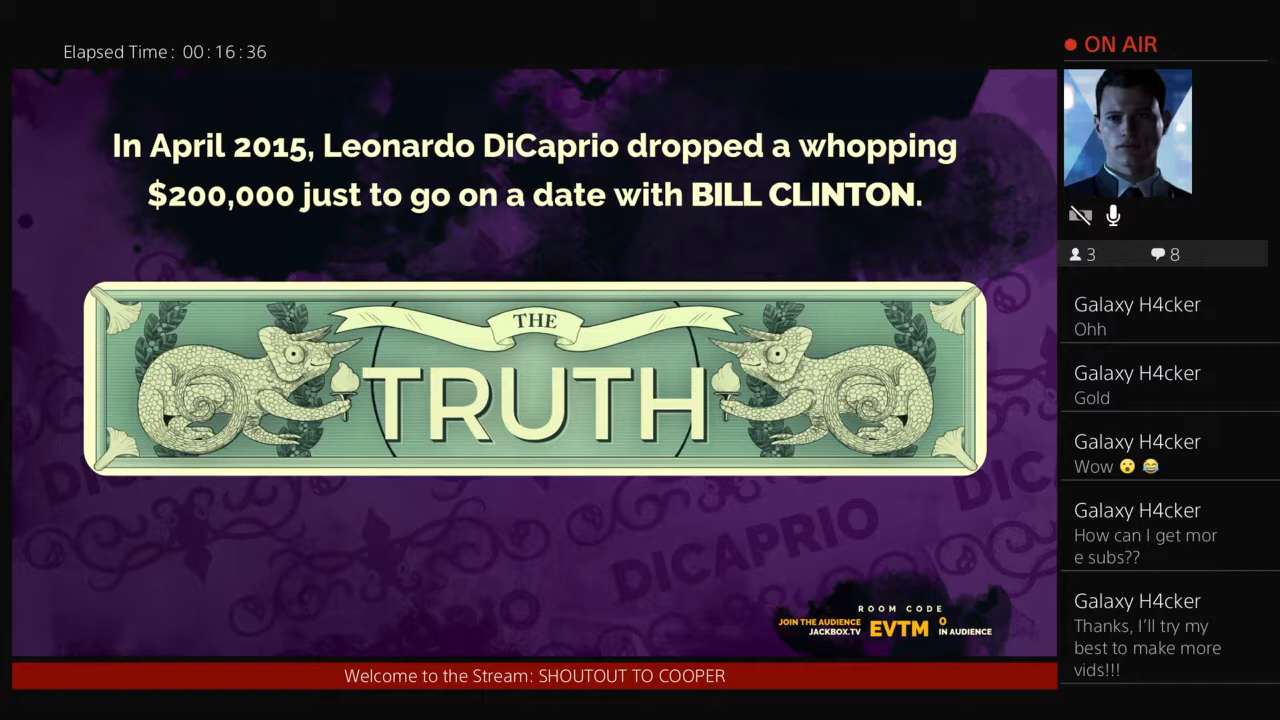 Elapsed Time: 00:16:36
ON AIR
In April 2015, Leonardo DiCaprio dropped a whopping
$200,000 just to go on a date with BILL CLINTON.
THE
TRUTH
DICAPRIO
ROOM CODE
JOIN THE AUDIENCE
JACKBOX.TV
EVTM
0
IN AUDIENCE
Welcome to the Stream: SHOUTOUT TO COOPER
3
8
Galaxy H4cker
Ohh
Galaxy H4cker
Gold
Galaxy H4cker
Wow 😮 😂
Galaxy H4cker
How can I get mor
e subs??
Galaxy H4cker
Thanks, I'll try my
best to make more
vids!!!